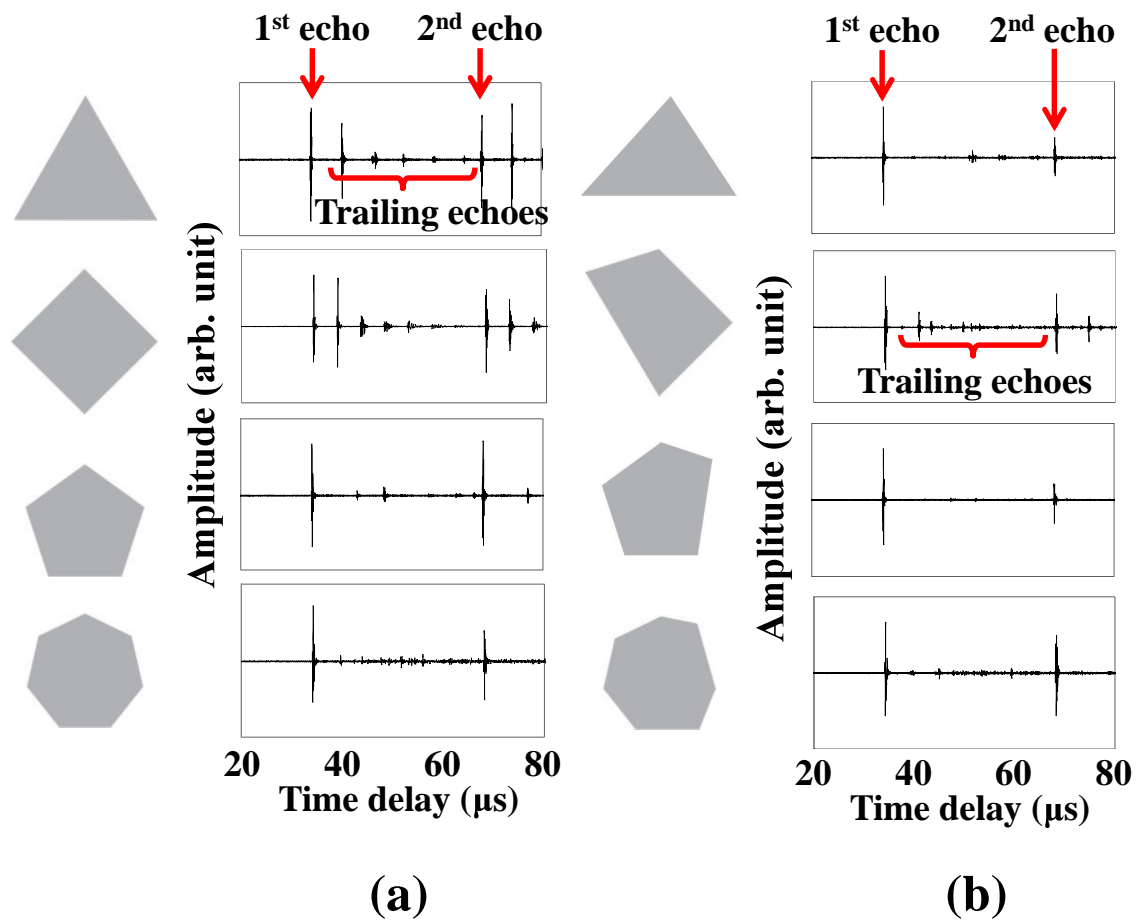 1st echo
2nd echo
Trailing echoes
Amplitude (arb. unit)
20 40 60 80
Time delay (μs)
(a)
1st echo
2nd echo
Trailing echoes
Amplitude (arb. unit)
20 40 60 80
Time delay (μs)
(b)